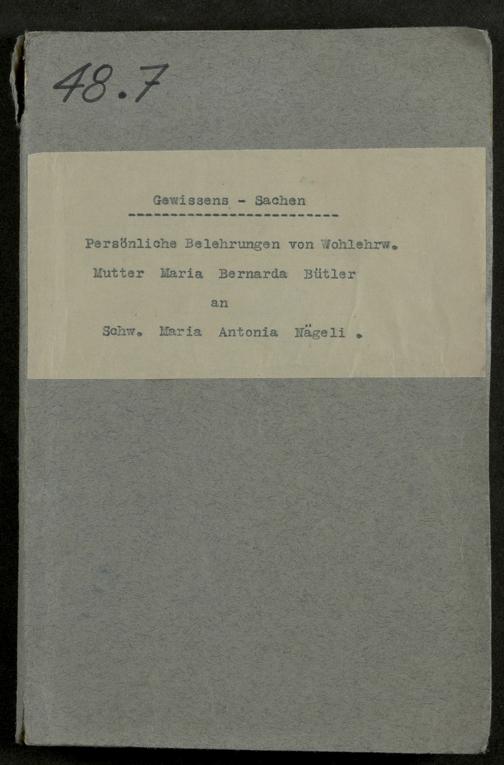 48.7
Gewissens - Sachen
Persönliche Belehrungen von Wohlehrw.
Mutter Maria Bernarda Bütler
an
Schw. Maria Antonia Nägeli .